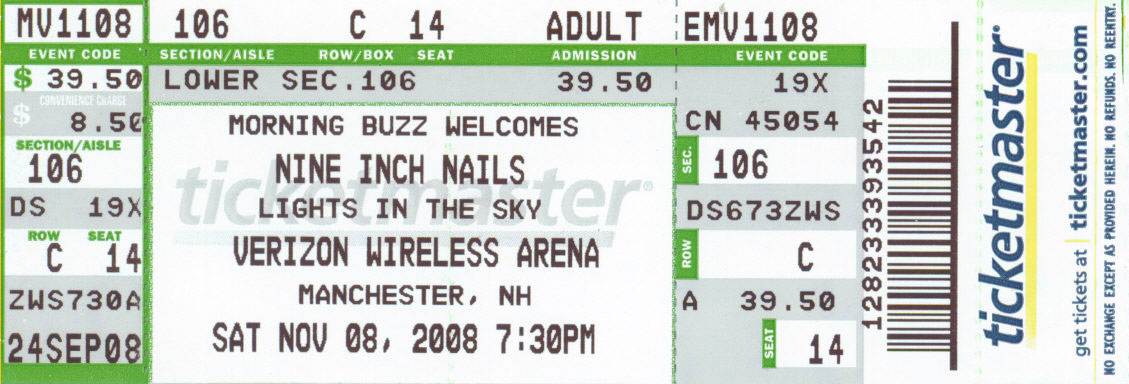 MV1108
EVENT CODE
$ 39.50
CONVENIENCE CHARGE
$ 8.50
SECTION/AISLE
106
DS 19X
ROW SEAT
C 14
ZWS730A
24SEP08
106 C 14 ADULT
SECTION/AISLE ROW/BOX SEAT ADMISSION
LOWER SEC.106 39.50
MORNING BUZZ WELCOMES
NINE INCH NAILS
ticketmaster®
LIGHTS IN THE SKY
VERIZON WIRELESS ARENA
MANCHESTER, NH
SAT NOV 08, 2008 7:30PM
EMV1108
EVENT CODE
19X
CN 45054
SEC. 106
DS673ZWS
ROW C
A 39.50
SEAT 14
128233393542
ticketmaster®
get tickets at | ticketmaster.com
NO EXCHANGE EXCEPT AS PROVIDED HEREIN. NO REFUNDS. NO REENTRY.